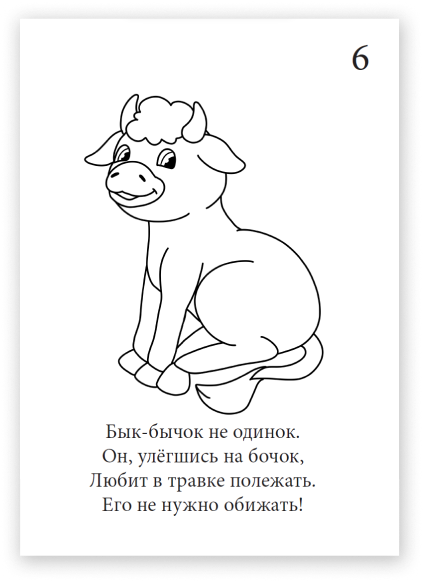 6
Бык-бычок не одинок.
Он, улёгшись на бочок,
Любит в травке полежать.
Его не нужно обижать!